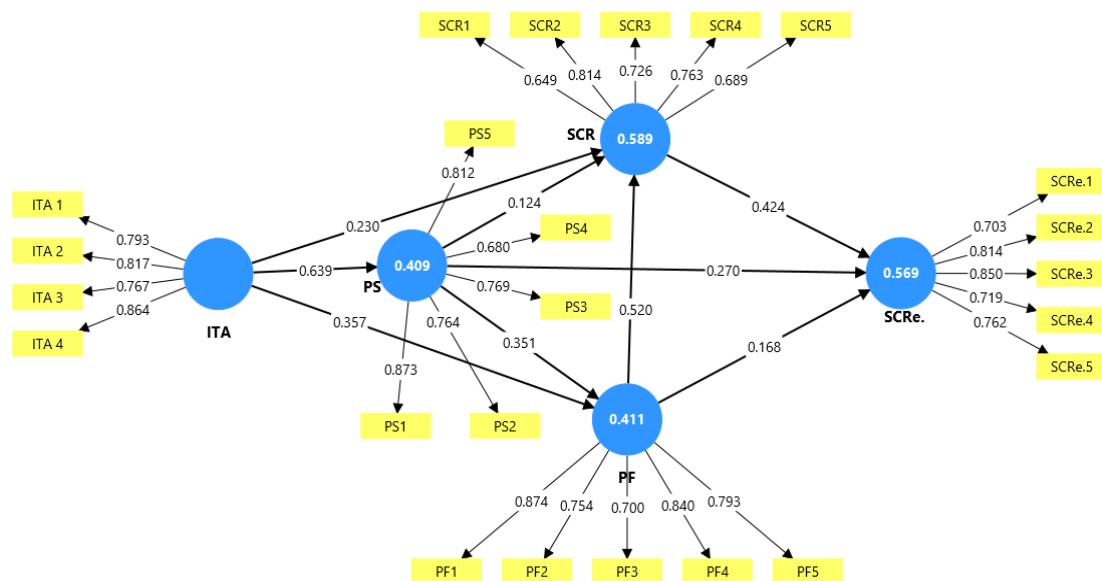 SCR1 SCR2 SCR3 SCR4 SCR5
0.649 0.814 0.726 0.763 0.689
SCR 0.589
PS5
0.812
ITA 1
ITA 2
ITA 3
ITA 4
0.793
0.817
0.767
0.864
ITA
0.230
0.639
0.357
0.124
PS 0.409
0.680
PS4
0.769
PS3
0.764
0.873
PS1 PS2
0.351
0.270
0.520
0.424
0.168
0.569
SCRe.
0.703
0.814
0.850
0.719
0.762
SCRe.1
SCRe.2
SCRe.3
SCRe.4
SCRe.5
0.411
PF
0.874 0.754 0.700 0.840 0.793
PF1 PF2 PF3 PF4 PF5